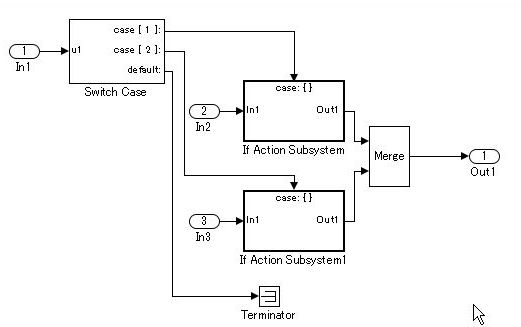 1
In1
u1
case [ 1 ]:
case [ 2 ]:
default:
Switch Case
2
In2
case: { }
In1
Out1
If Action Subsystem
Merge
1
Out1
3
In3
case: { }
In1
Out1
If Action Subsystem1
Terminator